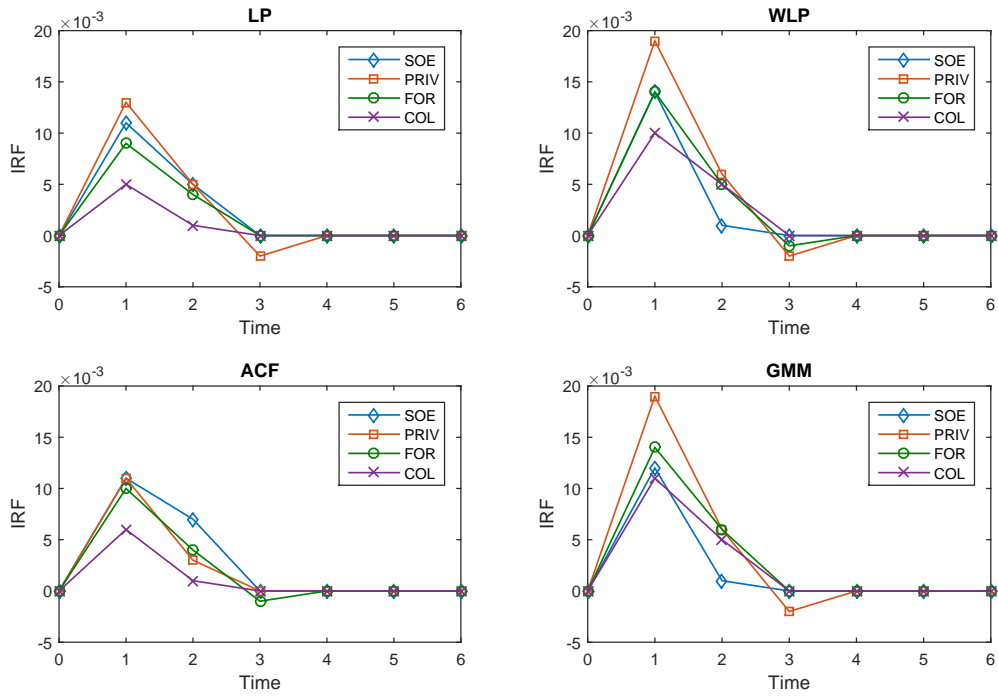 LP
×10⁻³
20
15
10
5
0
-5
IRF
0 1 2 3 4 5 6
Time
SOE
PRIV
FOR
COL
WLP
×10⁻³
20
15
10
5
0
-5
IRF
0 1 2 3 4 5 6
Time
SOE
PRIV
FOR
COL
ACF
×10⁻³
20
15
10
5
0
-5
IRF
0 1 2 3 4 5 6
Time
SOE
PRIV
FOR
COL
GMM
×10⁻³
20
15
10
5
0
-5
IRF
0 1 2 3 4 5 6
Time
SOE
PRIV
FOR
COL